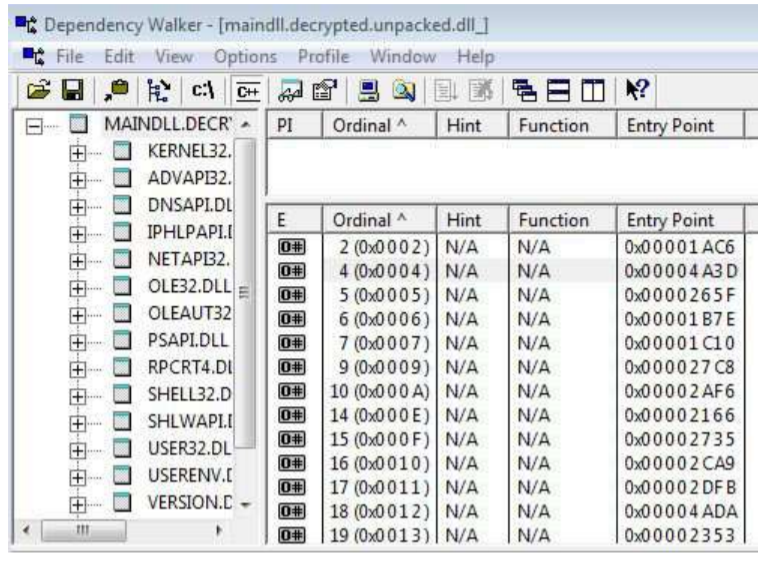 Dependency Walker - [maindll.decrypted.unpacked.dll_]
File Edit View Options Profile Window Help
c:\ C++
MAINDLL.DECR
KERNEL32.
ADVAPI32.
DNSAPI.DL
IPHLPAPI.
NETAPI32.
OLE32.DLL
OLEAUT32
PSAPI.DLL
RPCRT4.DL
SHELL32.D
SHLWAPI.
USER32.DL
USERENV.
VERSION.D
PI Ordinal ^ Hint Function Entry Point
E Ordinal ^ Hint Function Entry Point
0# 2 (0x0002) N/A N/A 0x00001AC6
0# 4 (0x0004) N/A N/A 0x00004A3D
0# 5 (0x0005) N/A N/A 0x0000265F
0# 6 (0x0006) N/A N/A 0x00001B7E
0# 7 (0x0007) N/A N/A 0x00001C10
0# 9 (0x0009) N/A N/A 0x000027C8
0# 10 (0x000A) N/A N/A 0x00002AF6
0# 14 (0x000E) N/A N/A 0x00002166
0# 15 (0x000F) N/A N/A 0x00002735
0# 16 (0x0010) N/A N/A 0x00002CA9
0# 17 (0x0011) N/A N/A 0x00002DFB
0# 18 (0x0012) N/A N/A 0x00004ADA
0# 19 (0x0013) N/A N/A 0x00002353